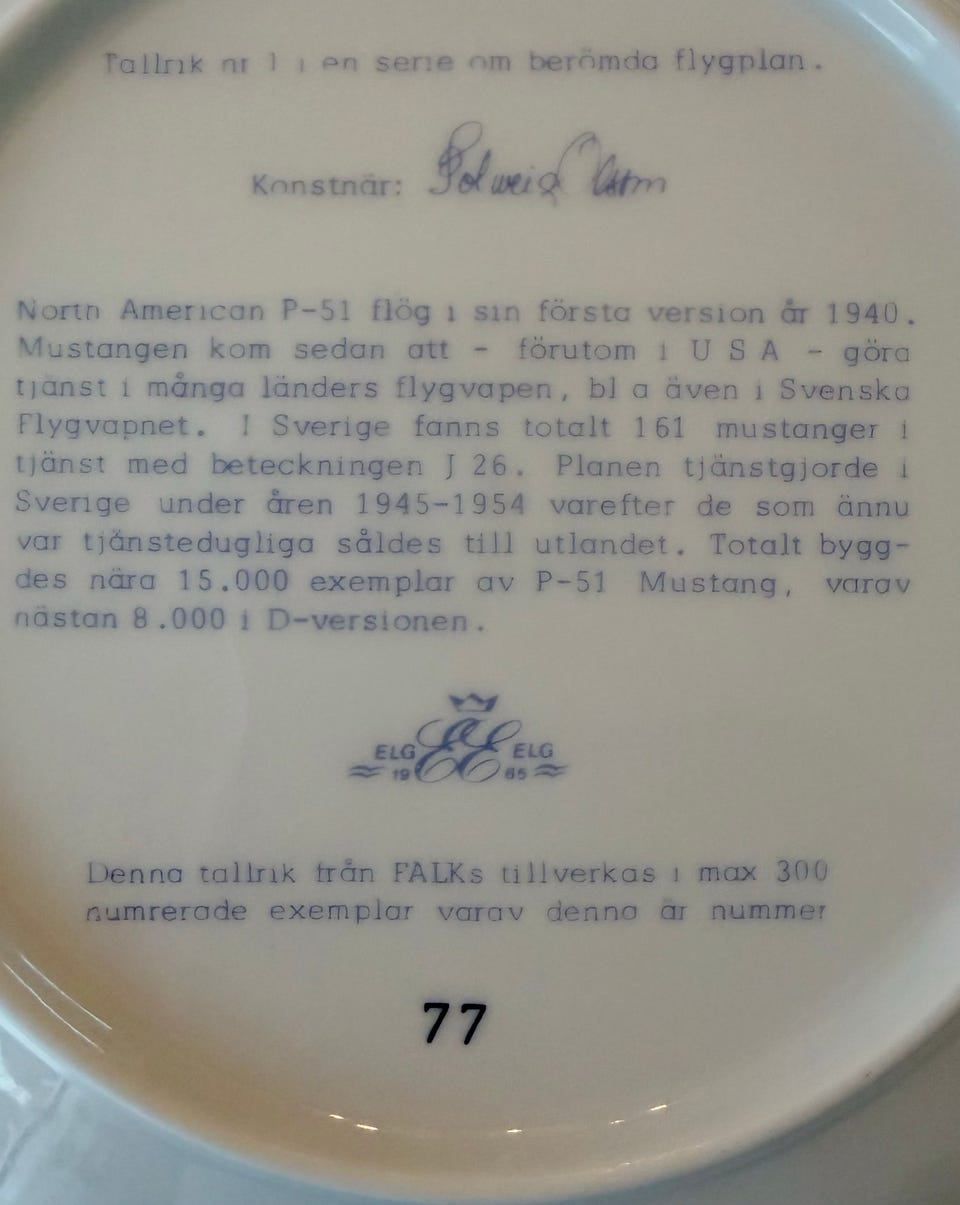 Tallrik nr 1 i en serie om berömda flygplan.
Konstnär: Solweig Olsson
North American P-51 flög i sin första version år 1940.
Mustangen kom sedan att - förutom i U S A - göra
tjänst i många länders flygvapen, bl a även i Svenska
Flygvapnet. I Sverige fanns totalt 161 mustanger i
tjänst med beteckningen J 26. Planen tjänstgjorde i
Sverige under åren 1945-1954 varefter de som ännu
var tjänstedugliga såldes till utlandet. Totalt bygg-
des nära 15.000 exemplar av P-51 Mustang, varav
nästan 8.000 i D-versionen.
ELG EE ELG
19 65
Denna tallrik från FALKs tillverkas i max 300
numrerade exemplar varav denna är nummer
77